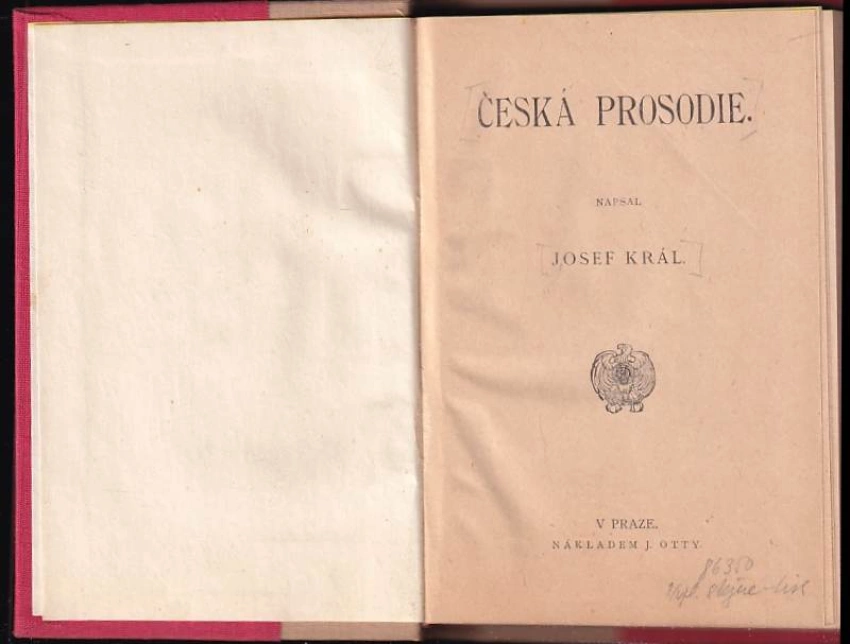 ČESKÁ PROSODIE.
NAPSAL
JOSEF KRÁL.
V PRAZE.
NÁKLADEM J. OTTY.
86350